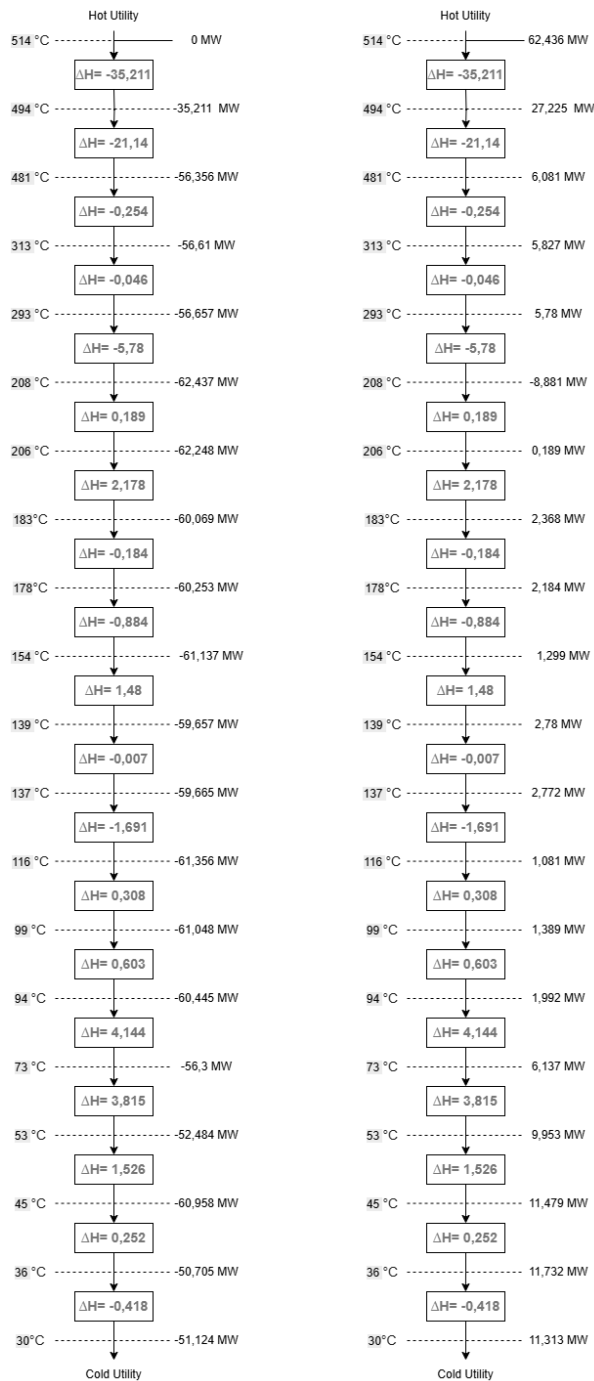 Hot Utility
514 °C
0 MW
ΔH= -35,211
494 °C
-35,211 MW
ΔH= -21,14
481 °C
-56,356 MW
ΔH= -0,254
313 °C
-56,61 MW
ΔH= -0,046
293 °C
-56,657 MW
ΔH= -5,78
208 °C
-62,437 MW
ΔH= 0,189
206 °C
-62,248 MW
ΔH= 2,178
183°C
-60,069 MW
ΔH= -0,184
178°C
-60,253 MW
ΔH= -0,884
154 °C
-61,137 MW
ΔH= 1,48
139 °C
-59,657 MW
ΔH= -0,007
137 °C
-59,665 MW
ΔH= -1,691
116 °C
-61,356 MW
ΔH= 0,308
99 °C
-61,048 MW
ΔH= 0,603
94 °C
-60,445 MW
ΔH= 4,144
73 °C
-56,3 MW
ΔH= 3,815
53 °C
-52,484 MW
ΔH= 1,526
45 °C
-60,958 MW
ΔH= 0,252
36 °C
-50,705 MW
ΔH= -0,418
30°C
-51,124 MW
Cold Utility
Hot Utility
514 °C
62,436 MW
ΔH= -35,211
494 °C
27,225 MW
ΔH= -21,14
481 °C
6,081 MW
ΔH= -0,254
313 °C
5,827 MW
ΔH= -0,046
293 °C
5,78 MW
ΔH= -5,78
208 °C
-8,881 MW
ΔH= 0,189
206 °C
0,189 MW
ΔH= 2,178
183°C
2,368 MW
ΔH= -0,184
178°C
2,184 MW
ΔH= -0,884
154 °C
1,299 MW
ΔH= 1,48
139 °C
2,78 MW
ΔH= -0,007
137 °C
2,772 MW
ΔH= -1,691
116 °C
1,081 MW
ΔH= 0,308
99 °C
1,389 MW
ΔH= 0,603
94 °C
1,992 MW
ΔH= 4,144
73 °C
6,137 MW
ΔH= 3,815
53 °C
9,953 MW
ΔH= 1,526
45 °C
11,479 MW
ΔH= 0,252
36 °C
11,732 MW
ΔH= -0,418
30°C
11,313 MW
Cold Utility